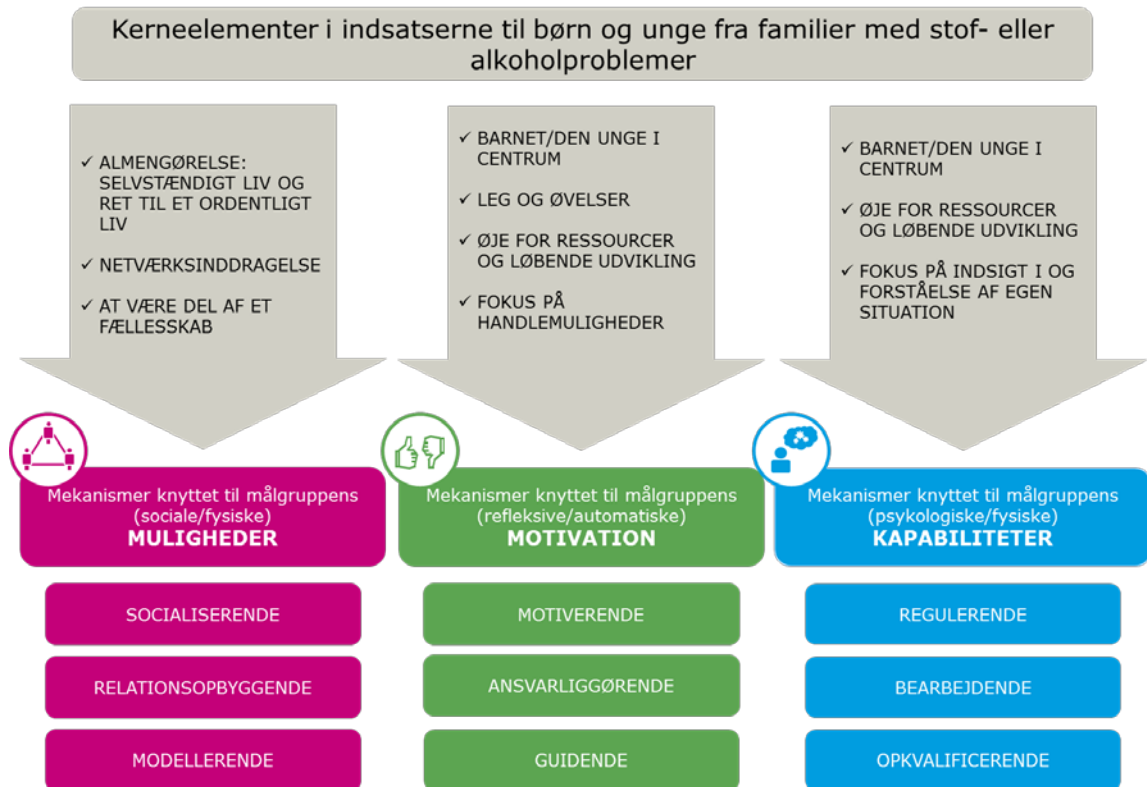 Kerneelementer i indsatserne til børn og unge fra familier med stof- eller
alkoholproblemer
✓ ALMENGØRELSE:
SELVSTÆNDIGT LIV OG
RET TIL ET ORDENTLIGT
LIV
✓ NETVÆRKSINDDRAGELSE
✓ AT VÆRE DEL AF ET
FÆLLESSKAB
✓ BARNET/DEN UNGE I
CENTRUM
✓ LEG OG ØVELSER
✓ ØJE FOR RESSOURCER
OG LØBENDE UDVIKLING
✓ FOKUS PÅ
HANDLEMULIGHEDER
✓ BARNET/DEN UNGE I
CENTRUM
✓ ØJE FOR RESSOURCER
OG LØBENDE UDVIKLING
✓ FOKUS PÅ INDSIGT I OG
FORSTÅELSE AF EGEN
SITUATION
Mekanismer knyttet til målgruppens
(sociale/fysiske)
MULIGHEDER
SOCIALISERENDE
RELATIONSOPBYGGENDE
MODELLERENDE
Mekanismer knyttet til målgruppens
(refleksive/automatiske)
MOTIVATION
MOTIVERENDE
ANSVARLIGGØRENDE
GUIDENDE
Mekanismer knyttet til målgruppens
(psykologiske/fysiske)
KAPABILITETER
REGULERENDE
BEARBEJDENDE
OPKVALIFICERENDE